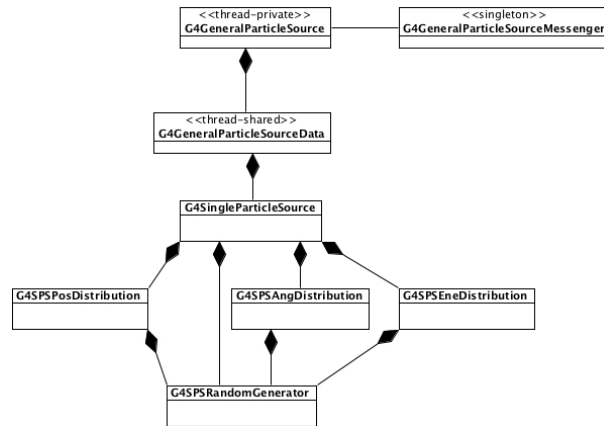 <<thread-private>>
G4GeneralParticleSource
<<singleton>>
G4GeneralParticleSourceMessenger
<<thread-shared>>
G4GeneralParticleSourceData
G4SingleParticleSource
G4SPSPosDistribution
G4SPSAngDistribution
G4SPSEneDistribution
G4SPSRandomGenerator